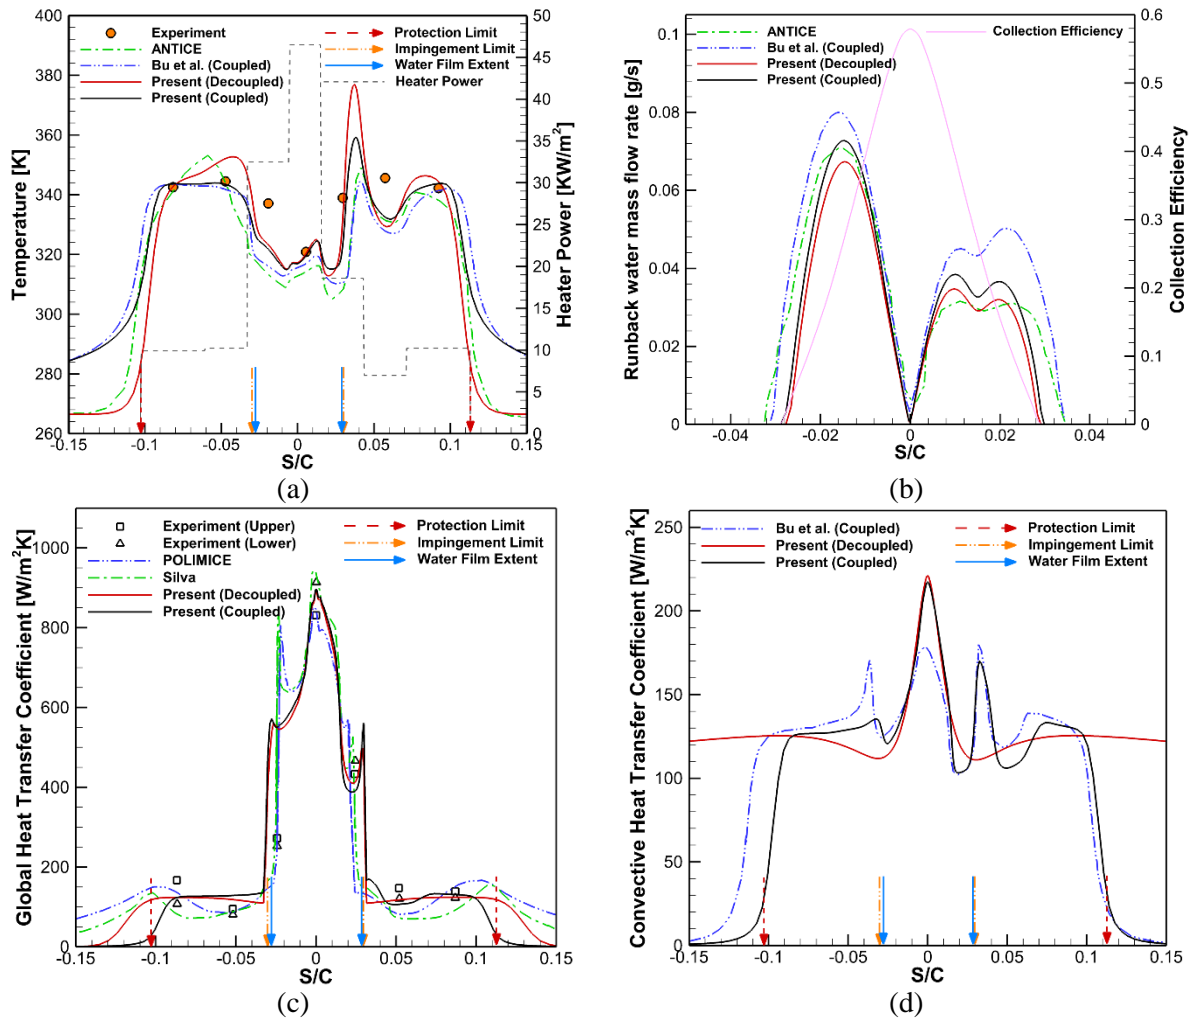 400
380
360
340
320
300
280
260
Temperature [K]
Experiment
ANTICE
Bu et al. (Coupled)
Present (Decoupled)
Present (Coupled)
Protection Limit
Impingement Limit
Water Film Extent
Heater Power
50
45
40
35
30
25
20
15
10
5
0
Heater Power [KW/m²]
-0.15 -0.1 -0.05 0 0.05 0.1 0.15
S/C
(a)
0.1
0.08
0.06
0.04
0.02
0
Runback water mass flow rate [g/s]
ANTICE
Bu et al. (Coupled)
Present (Decoupled)
Present (Coupled)
Collection Efficiency
0.6
0.5
0.4
0.3
0.2
0.1
0
Collection Efficiency
-0.04 -0.02 0 0.02 0.04
S/C
(b)
1000
800
600
400
200
0
Global Heat Transfer Coefficient [W/m²K]
Experiment (Upper)
Experiment (Lower)
POLIMICE
Silva
Present (Decoupled)
Present (Coupled)
Protection Limit
Impingement Limit
Water Film Extent
-0.15 -0.1 -0.05 0 0.05 0.1 0.15
S/C
(c)
250
200
150
100
50
0
Convective Heat Transfer Coefficient [W/m²K]
Bu et al. (Coupled)
Present (Decoupled)
Present (Coupled)
Protection Limit
Impingement Limit
Water Film Extent
-0.15 -0.1 -0.05 0 0.05 0.1 0.15
S/C
(d)